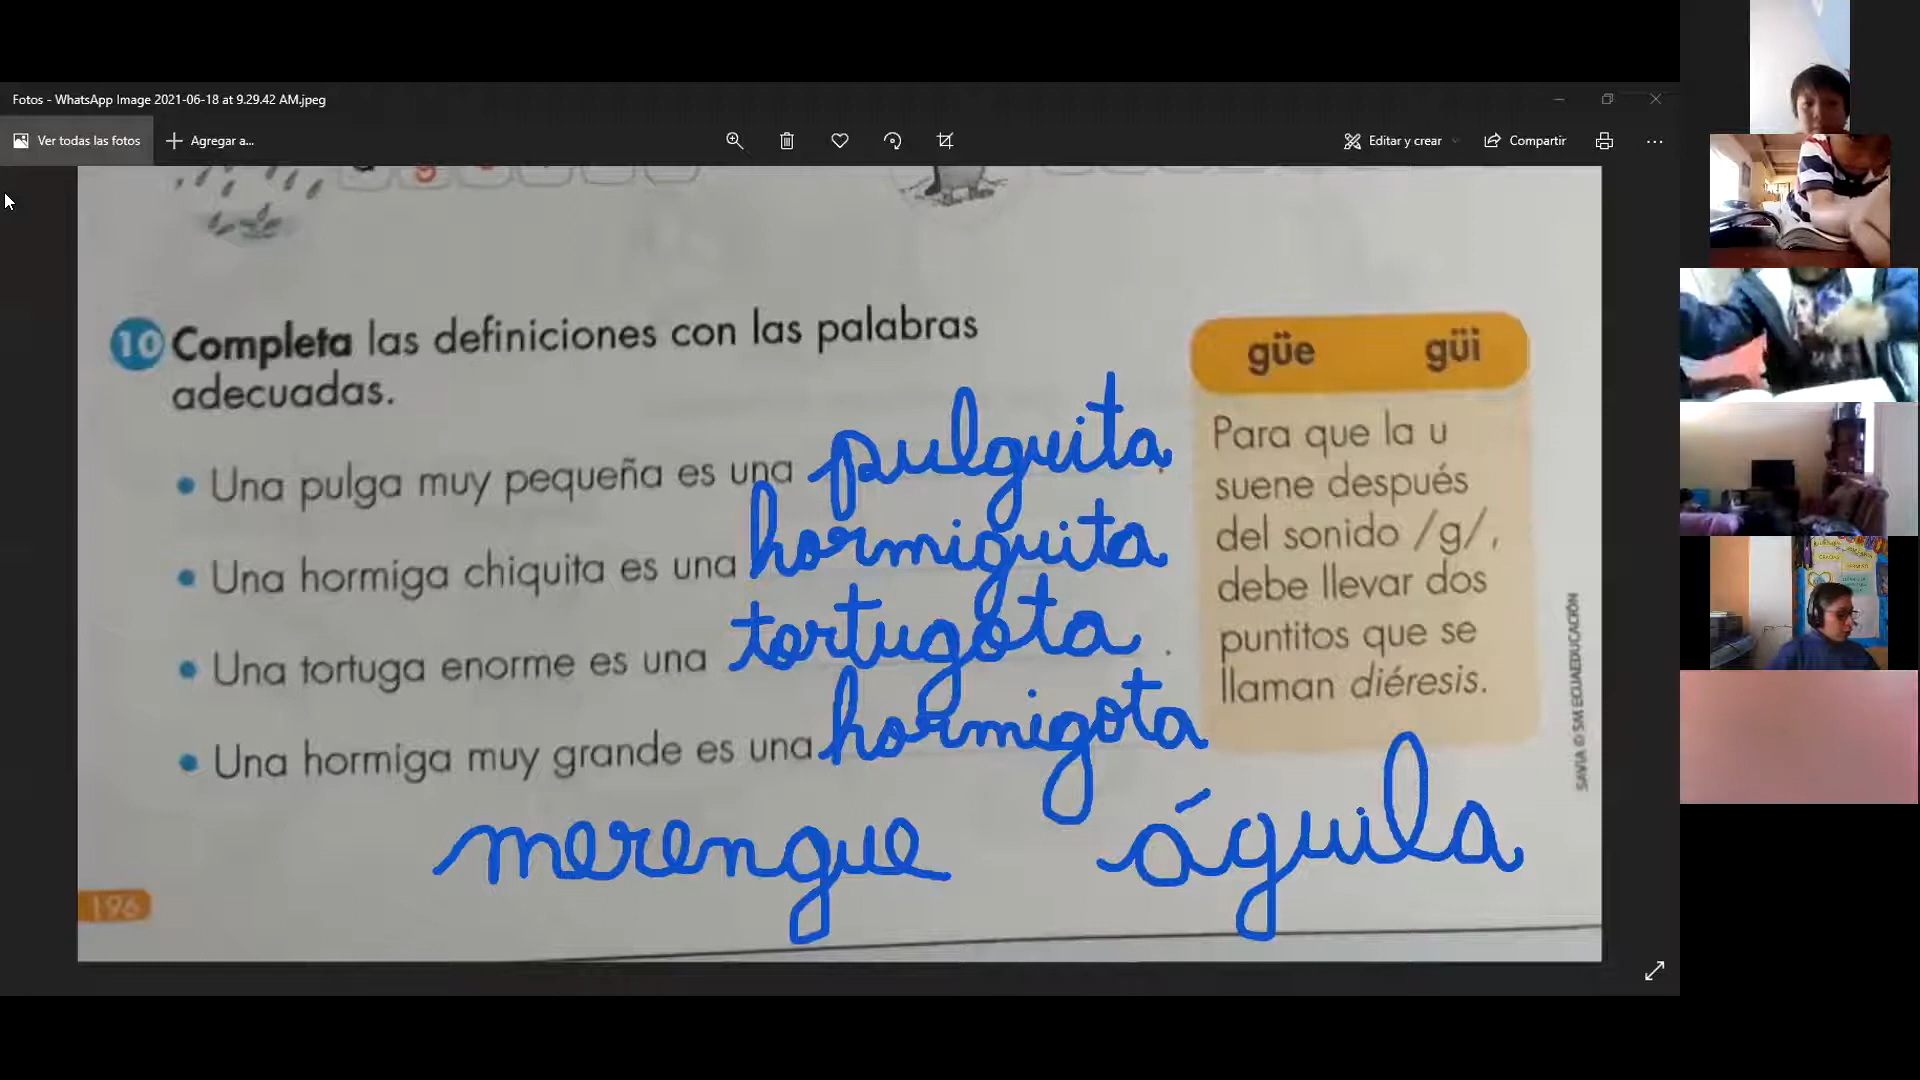 Fotos - WhatsApp Image 2021-06-18 at 9.29.42 AM.jpeg
Ver todas las fotos
Agregar a...
Editar y crear
Compartir
10 Completa las definiciones con las palabras
adecuadas.
• Una pulga muy pequeña es una pulguita.
• Una hormiga chiquita es una hormiguita
• Una tortuga enorme es una tortugota.
• Una hormiga muy grande es una hormigota
merengue
águila
196
güe güi
Para que la u
suene después
del sonido /g/,
debe llevar dos
puntitos que se
llaman diéresis.
SAVIA © SM ECUAEDUCACIÓN